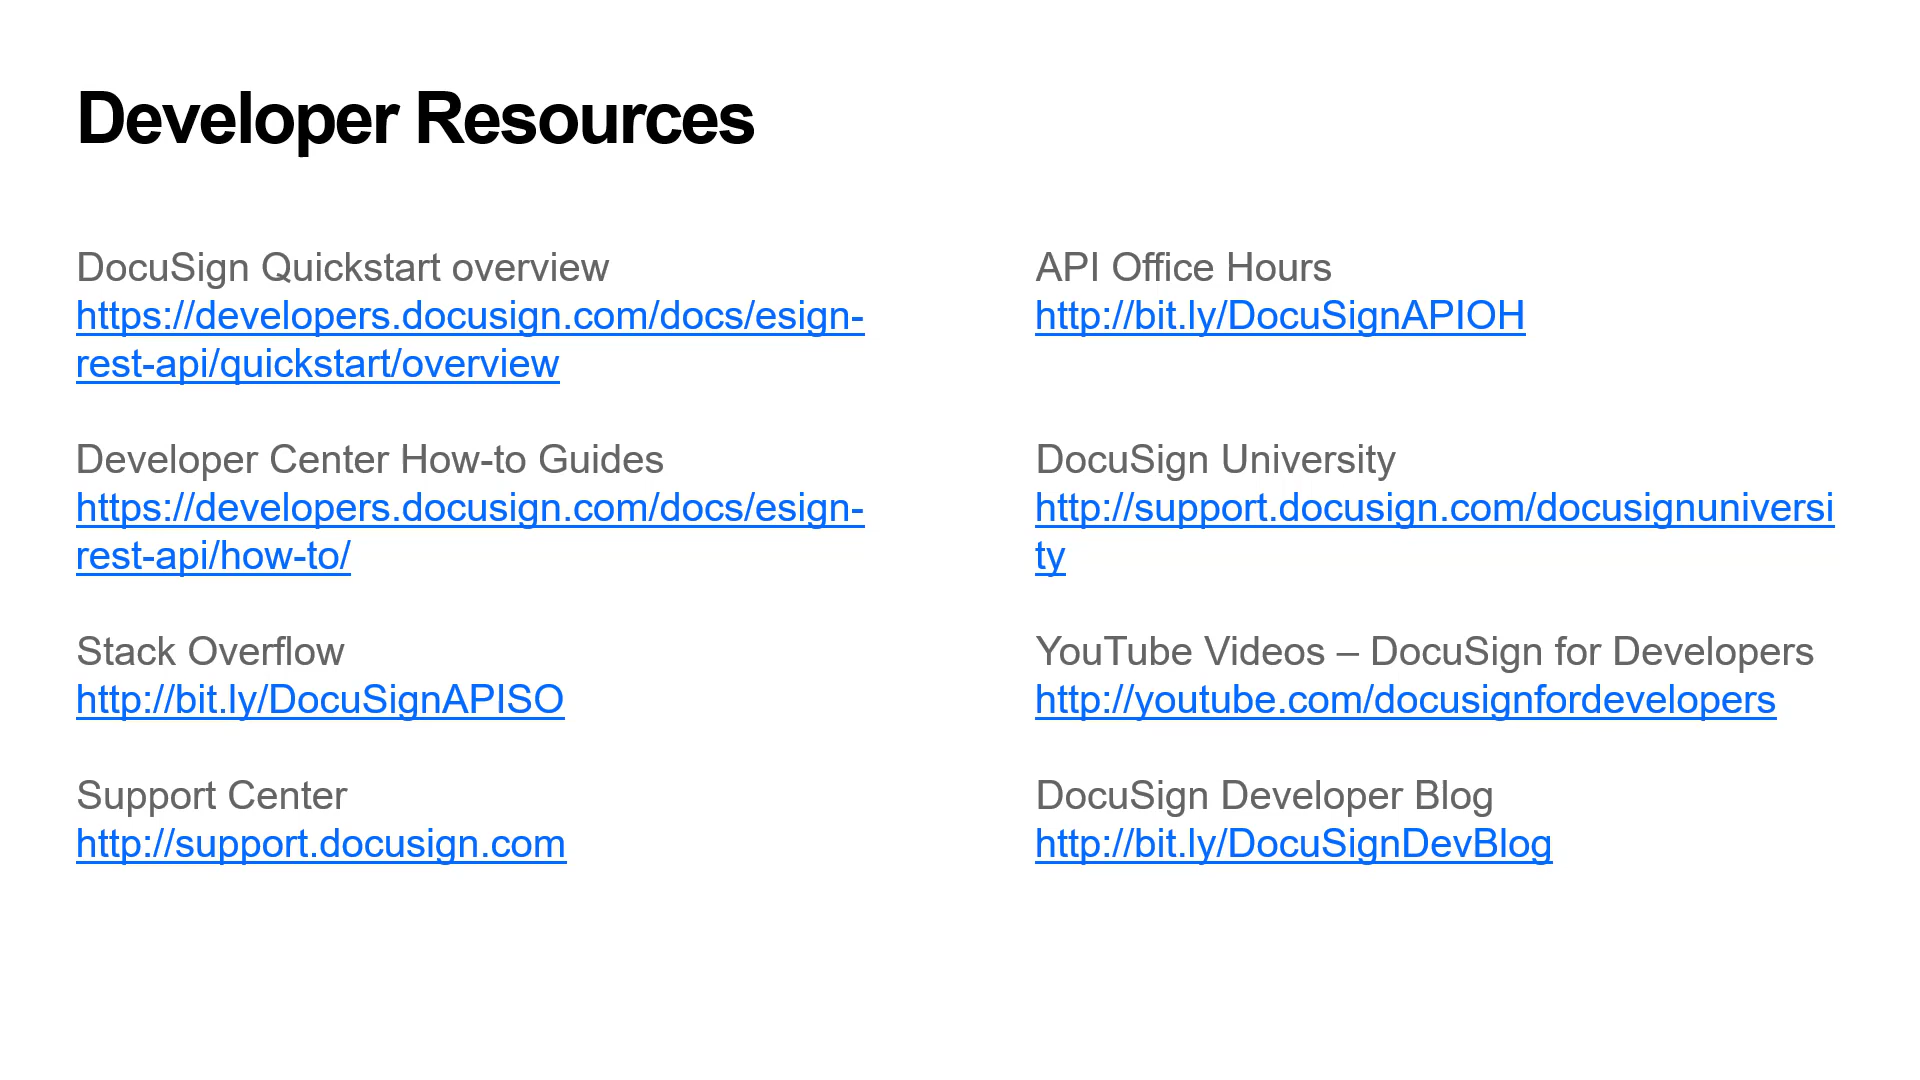 Developer Resources
DocuSign Quickstart overview
https://developers.docusign.com/docs/esign-
rest-api/quickstart/overview
Developer Center How-to Guides
https://developers.docusign.com/docs/esign-
rest-api/how-to/
Stack Overflow
http://bit.ly/DocuSignAPISO
Support Center
http://support.docusign.com
API Office Hours
http://bit.ly/DocuSignAPIOH
DocuSign University
http://support.docusign.com/docusignuniversi
ty
YouTube Videos – DocuSign for Developers
http://youtube.com/docusignfordevelopers
DocuSign Developer Blog
http://bit.ly/DocuSignDevBlog